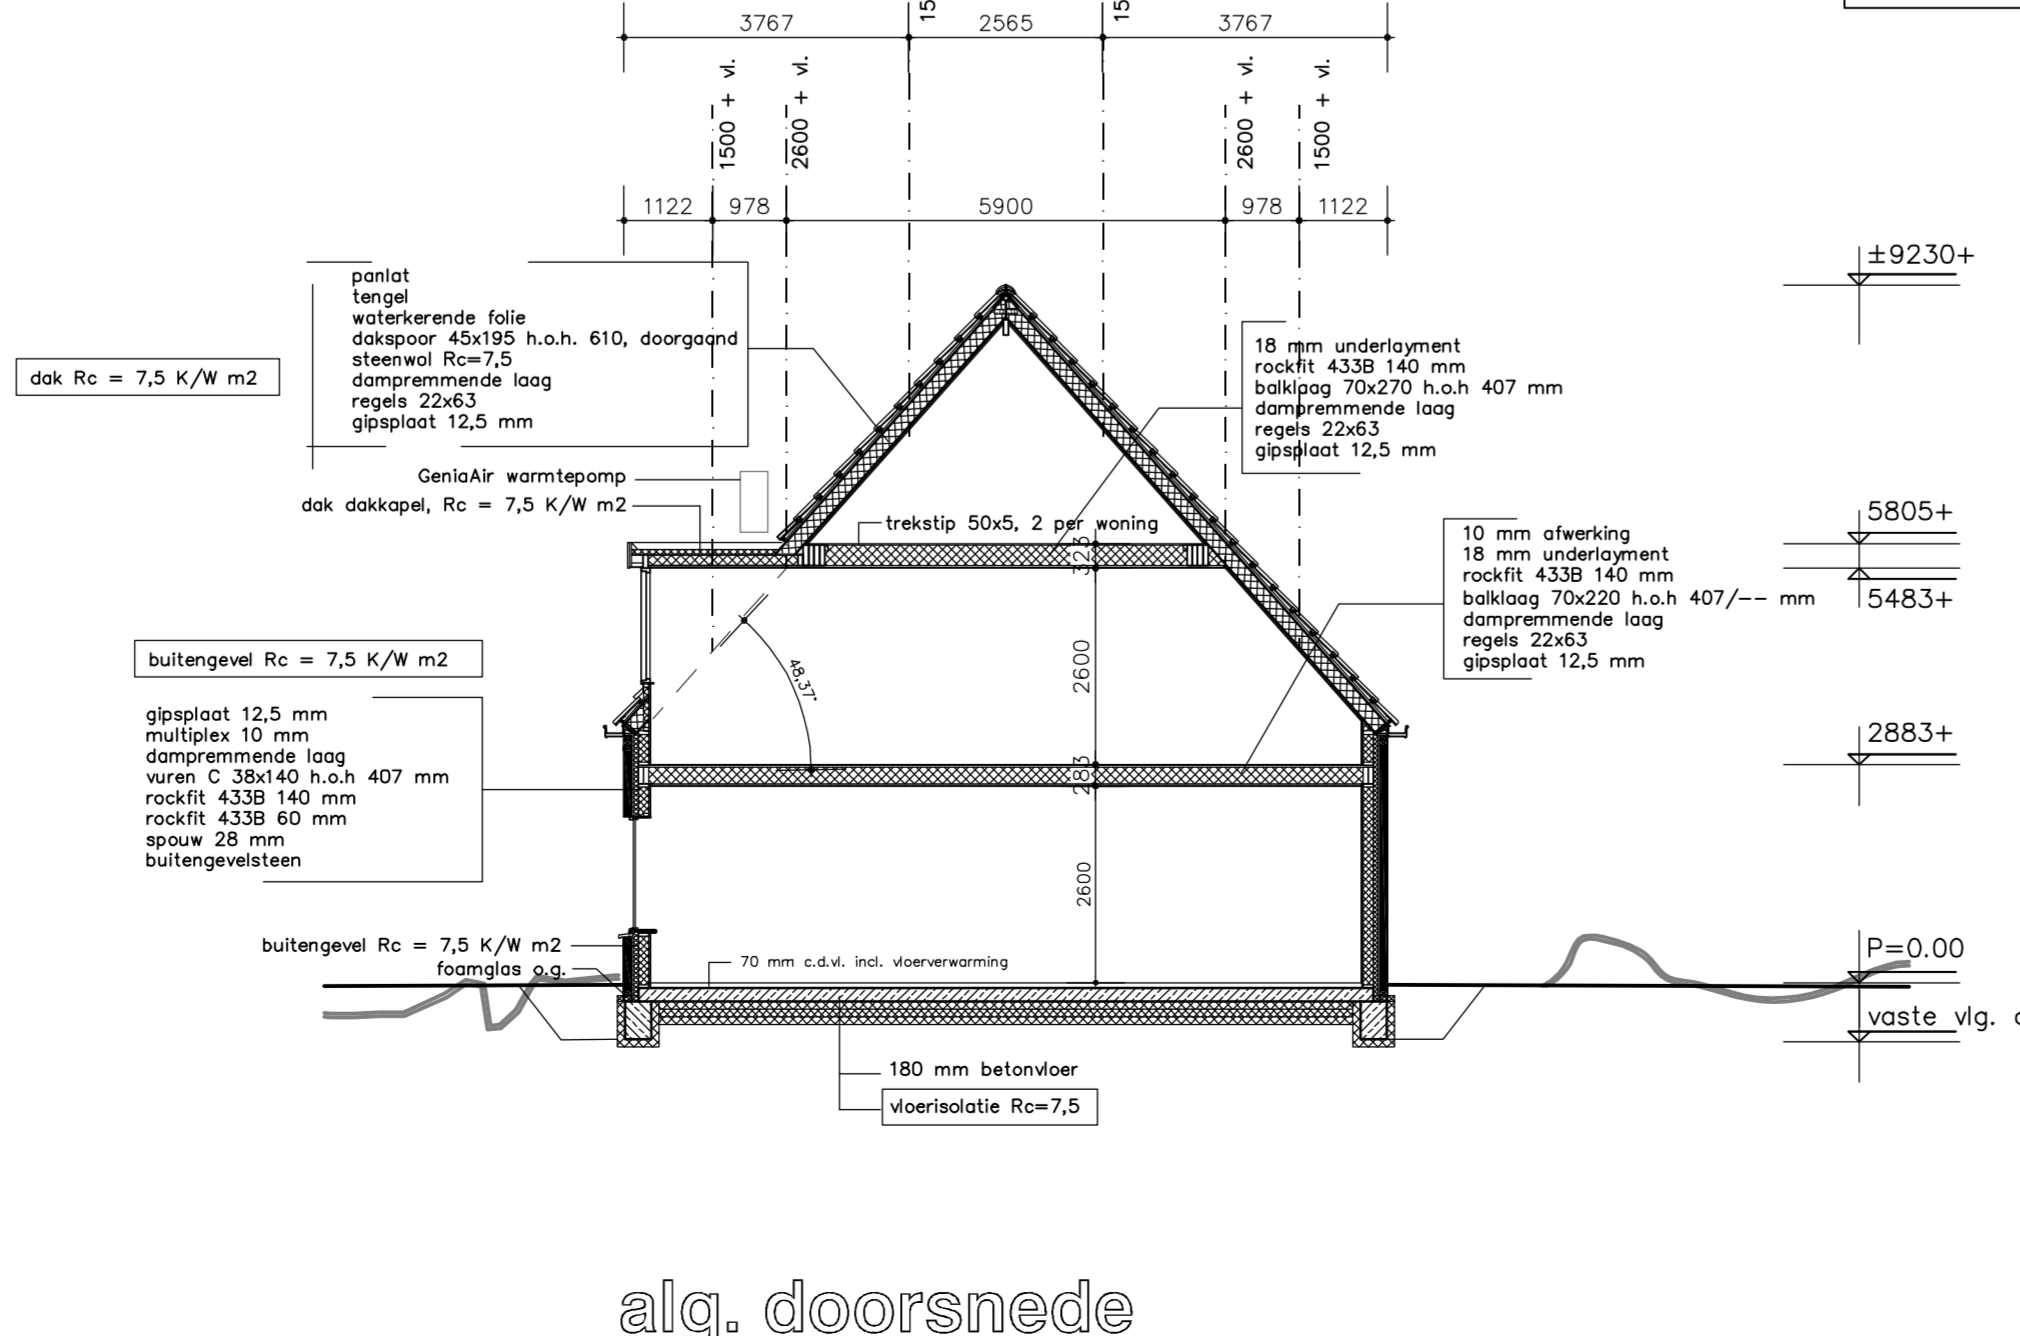 3767
15
2565
15
3767
1500 + vl.
2600 + vl.
2600 + vl.
1500 + vl.
1122
978
5900
978
1122
±9230+
panlat
tengel
waterkerende folie
dakspoor 45x195 h.o.h. 610, doorgaand
steenwol Rc=7,5
dampremmende laag
regels 22x63
gipsplaat 12,5 mm
dak Rc = 7,5 K/W m2
18 mm underlayment
rockfit 433B 140 mm
balklaag 70x270 h.o.h 407 mm
dampremmende laag
regels 22x63
gipsplaat 12,5 mm
GeniaAir warmtepomp
dak dakkapel, Rc = 7,5 K/W m2
trekstip 50x5, 2 per woning
323
5805+
5483+
10 mm afwerking
18 mm underlayment
rockfit 433B 140 mm
balklaag 70x220 h.o.h 407/-- mm
dampremmende laag
regels 22x63
gipsplaat 12,5 mm
48,37°
2600
buitengevel Rc = 7,5 K/W m2
gipsplaat 12,5 mm
multiplex 10 mm
dampremmende laag
vuren C 38x140 h.o.h 407 mm
rockfit 433B 140 mm
rockfit 433B 60 mm
spouw 28 mm
buitengevelsteen
2883+
283
2600
buitengevel Rc = 7,5 K/W m2
foamglas o.g.
70 mm c.d.vl. incl. vloerverwarming
P=0.00
vaste vlg.
180 mm betonvloer
vloerisolatie Rc=7,5
alg. doorsnede